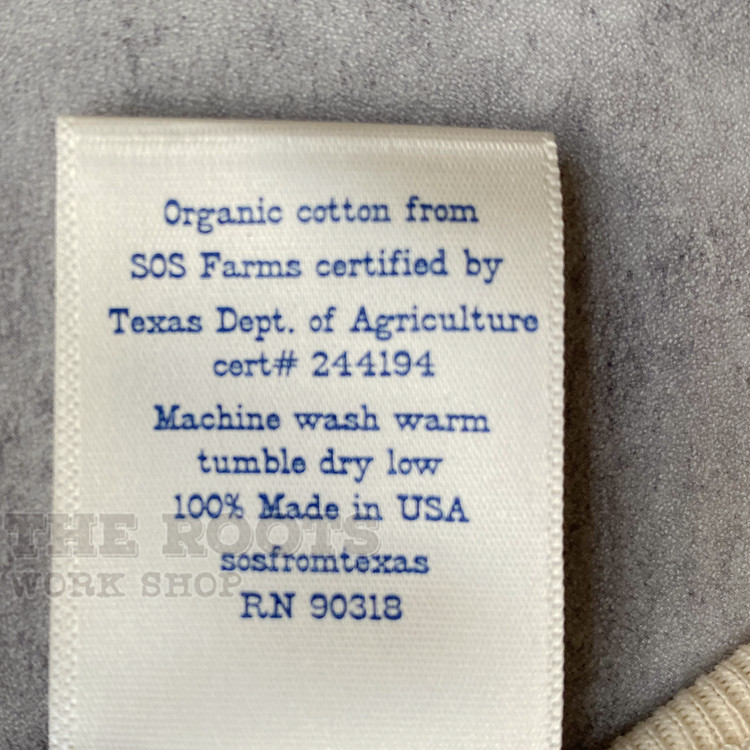 Organic cotton from
SOS Farms certified by
Texas Dept. of Agriculture
cert# 244194
Machine wash warm
tumble dry low
100% Made in USA
THE ROOTS
WORK SHOP
sosfromtexas
RN 90318